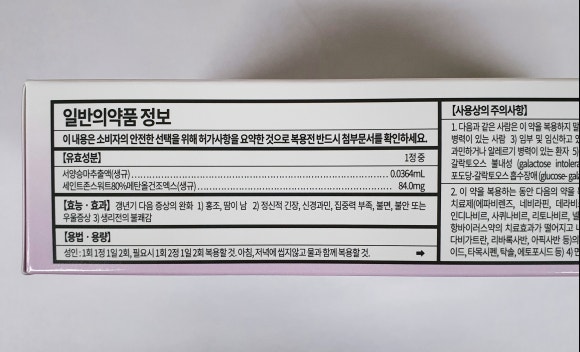 일반의약품 정보
이 내용은 소비자의 안전한 선택을 위해 허가사항을 요약한 것으로 복용전 반드시 첨부문서를 확인하세요.
[유효성분] 1정 중
서양승마추출액(생규) 0.0364mL
세인트존스워트80%메탄올건조엑스(생규) 84.0mg
[효능·효과] 갱년기 다음 증상의 완화 1) 홍조, 땀이 남 2) 정신적 긴장, 신경과민, 집중력 부족, 불면, 불안 또는
우울증상 3) 생리전의 불쾌감
[용법·용량]
성인 : 1회 1정 1일 2회, 필요시 1회 2정 1일 2회 복용할 것. 아침, 저녁에 씹지않고 물과 함께 복용할 것. ➡
[사용상의 주의사항]
1. 다음과 같은 사람은 이 약을 복용하지 말
병력이 있는 사람 3) 임부 및 임신하고 있
과민하거나 알레르기 병력이 있는 환자 5)
갈락토오스 불내성 (galactose intolera
포도당-갈락토오스 흡수장애 (glucose-gala
2. 이 약을 복용하는 동안 다음의 약을
치료제(에파비렌즈, 네비라핀, 데라비
인디나비르, 사퀴나비르, 리토나비르, 넬
항바이러스약의 치료효과가 떨어지고 내
다비가트란, 리바록사반, 아픽사반 등)의
이드, 타목시펜, 탁솔, 에토포시드 등) 4) 면